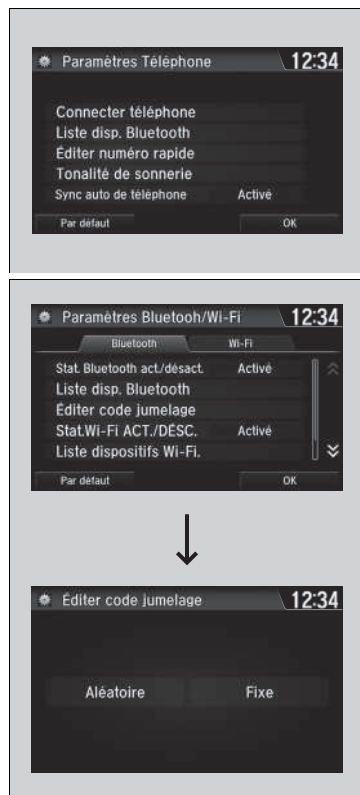 Paramètres Téléphone 12:34
Connecter téléphone
Liste disp. Bluetooth
Éditer numéro rapide
Tonalité de sonnerie
Sync auto de téléphone Activé
Par défaut OK
Paramètres Bluetooh/Wi-Fi 12:34
Bluetooth Wi-Fi
Stat. Bluetooth act./désact. Activé
Liste disp. Bluetooth
Éditer code jumelage
Stat.Wi-Fi ACT./DÉSC. Activé
Liste dispositifs Wi-Fi.
Par défaut OK
Éditer code jumelage 12:34
Aléatoire Fixe